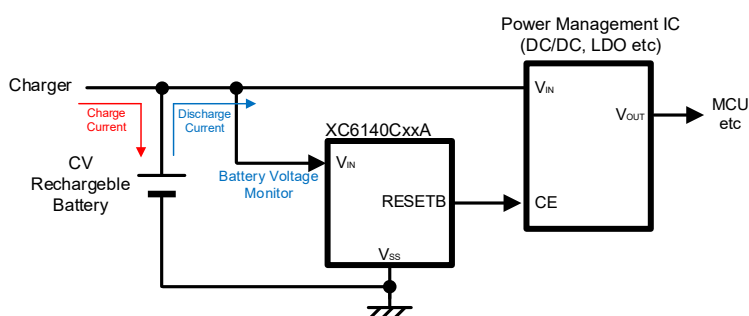 Power Management IC
(DC/DC, LDO etc)
Charger
VIN
Charge
Current
Discharge
Current
VOUT
MCU
etc
XC6140CxxA
CV
Rechargeble
Battery
Battery Voltage
Monitor
VIN
RESETB
CE
VSS